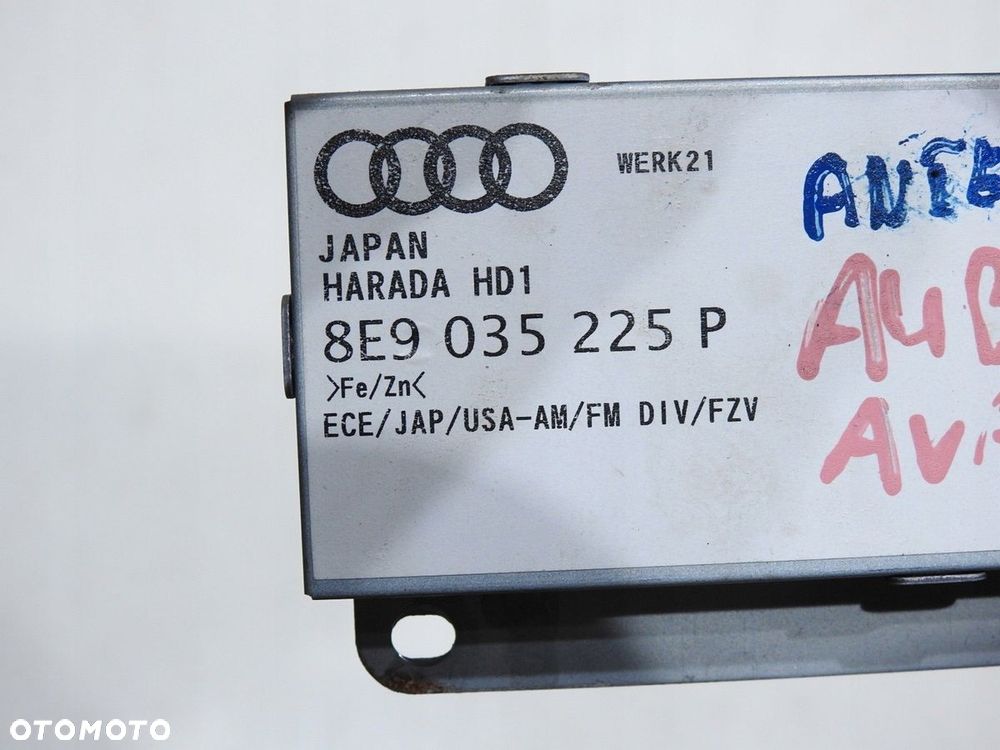 WERK21
JAPAN
HARADA HD1
8E9 035 225 P
>Fe/Zn<
ECE/JAP/USA-AM/FM DIV/FZV
OTOMOTO